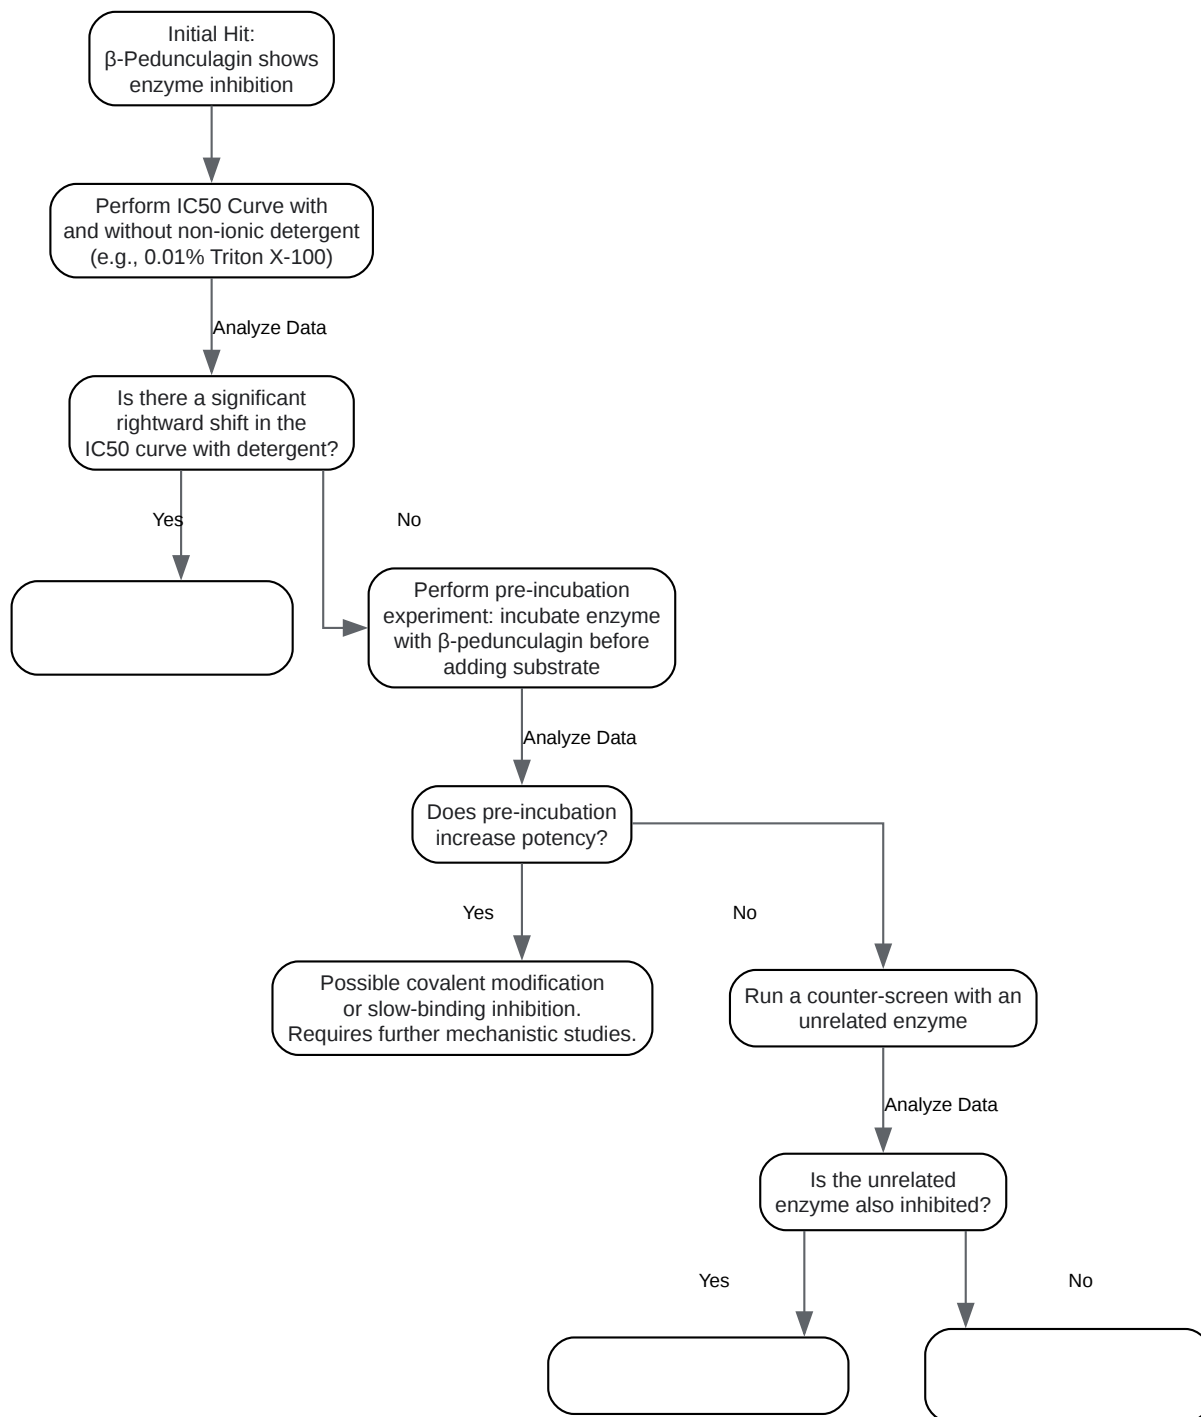 Initial Hit:
β-Pedunculagin shows
enzyme inhibition
Perform IC50 Curve with
and without non-ionic detergent
(e.g., 0.01% Triton X-100)
Analyze Data
Is there a significant
rightward shift in the
IC50 curve with detergent?
Yes
No
Perform pre-incubation
experiment: incubate enzyme
with β-pedunculagin before
adding substrate
Analyze Data
Does pre-incubation
increase potency?
Yes
No
Possible covalent modification
or slow-binding inhibition.
Requires further mechanistic studies.
Run a counter-screen with an
unrelated enzyme
Analyze Data
Is the unrelated
enzyme also inhibited?
Yes
No